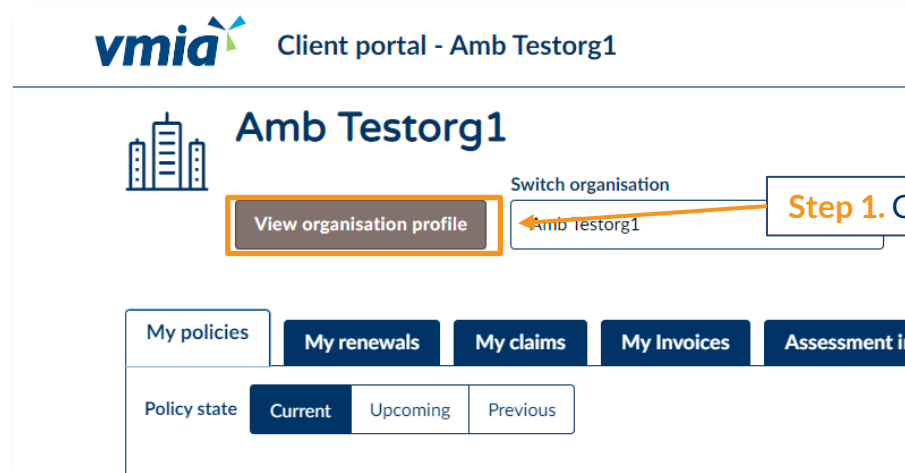 vmia Client portal - Amb Testorg1
Amb Testorg1
Switch organisation
View organisation profile
Amb Testorg1
Step 1.
My policies My renewals My claims My Invoices Assessment
Policy state Current Upcoming Previous